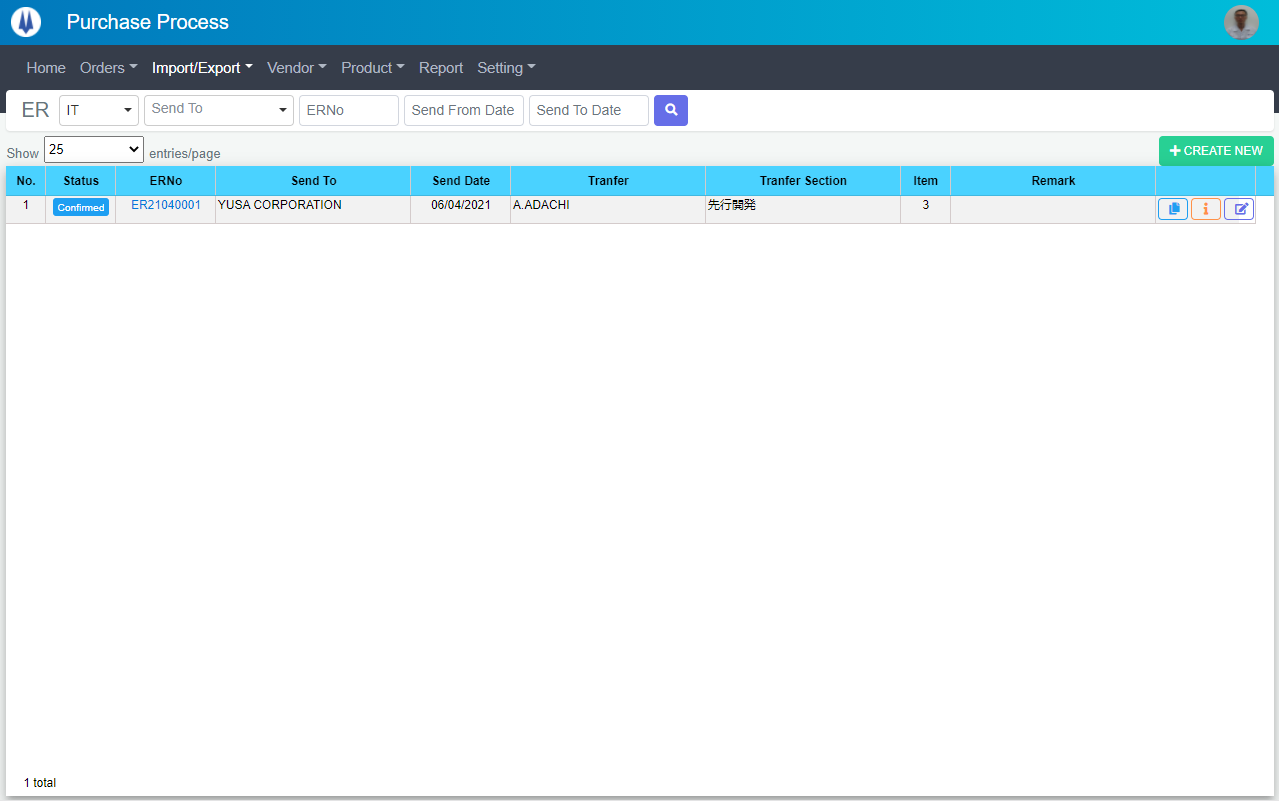 Purchase Process
Home Orders Import/Export Vendor Product Report Setting
ER IT Send To ERNo Send From Date Send To Date
Show 25 entries/page CREATE NEW
No. Status ERNo Send To Send Date Tranfer Tranfer Section Item Remark
1 Confirmed ER21040001 YUSA CORPORATION 06/04/2021 A.ADACHI 先行開発 3
1 total